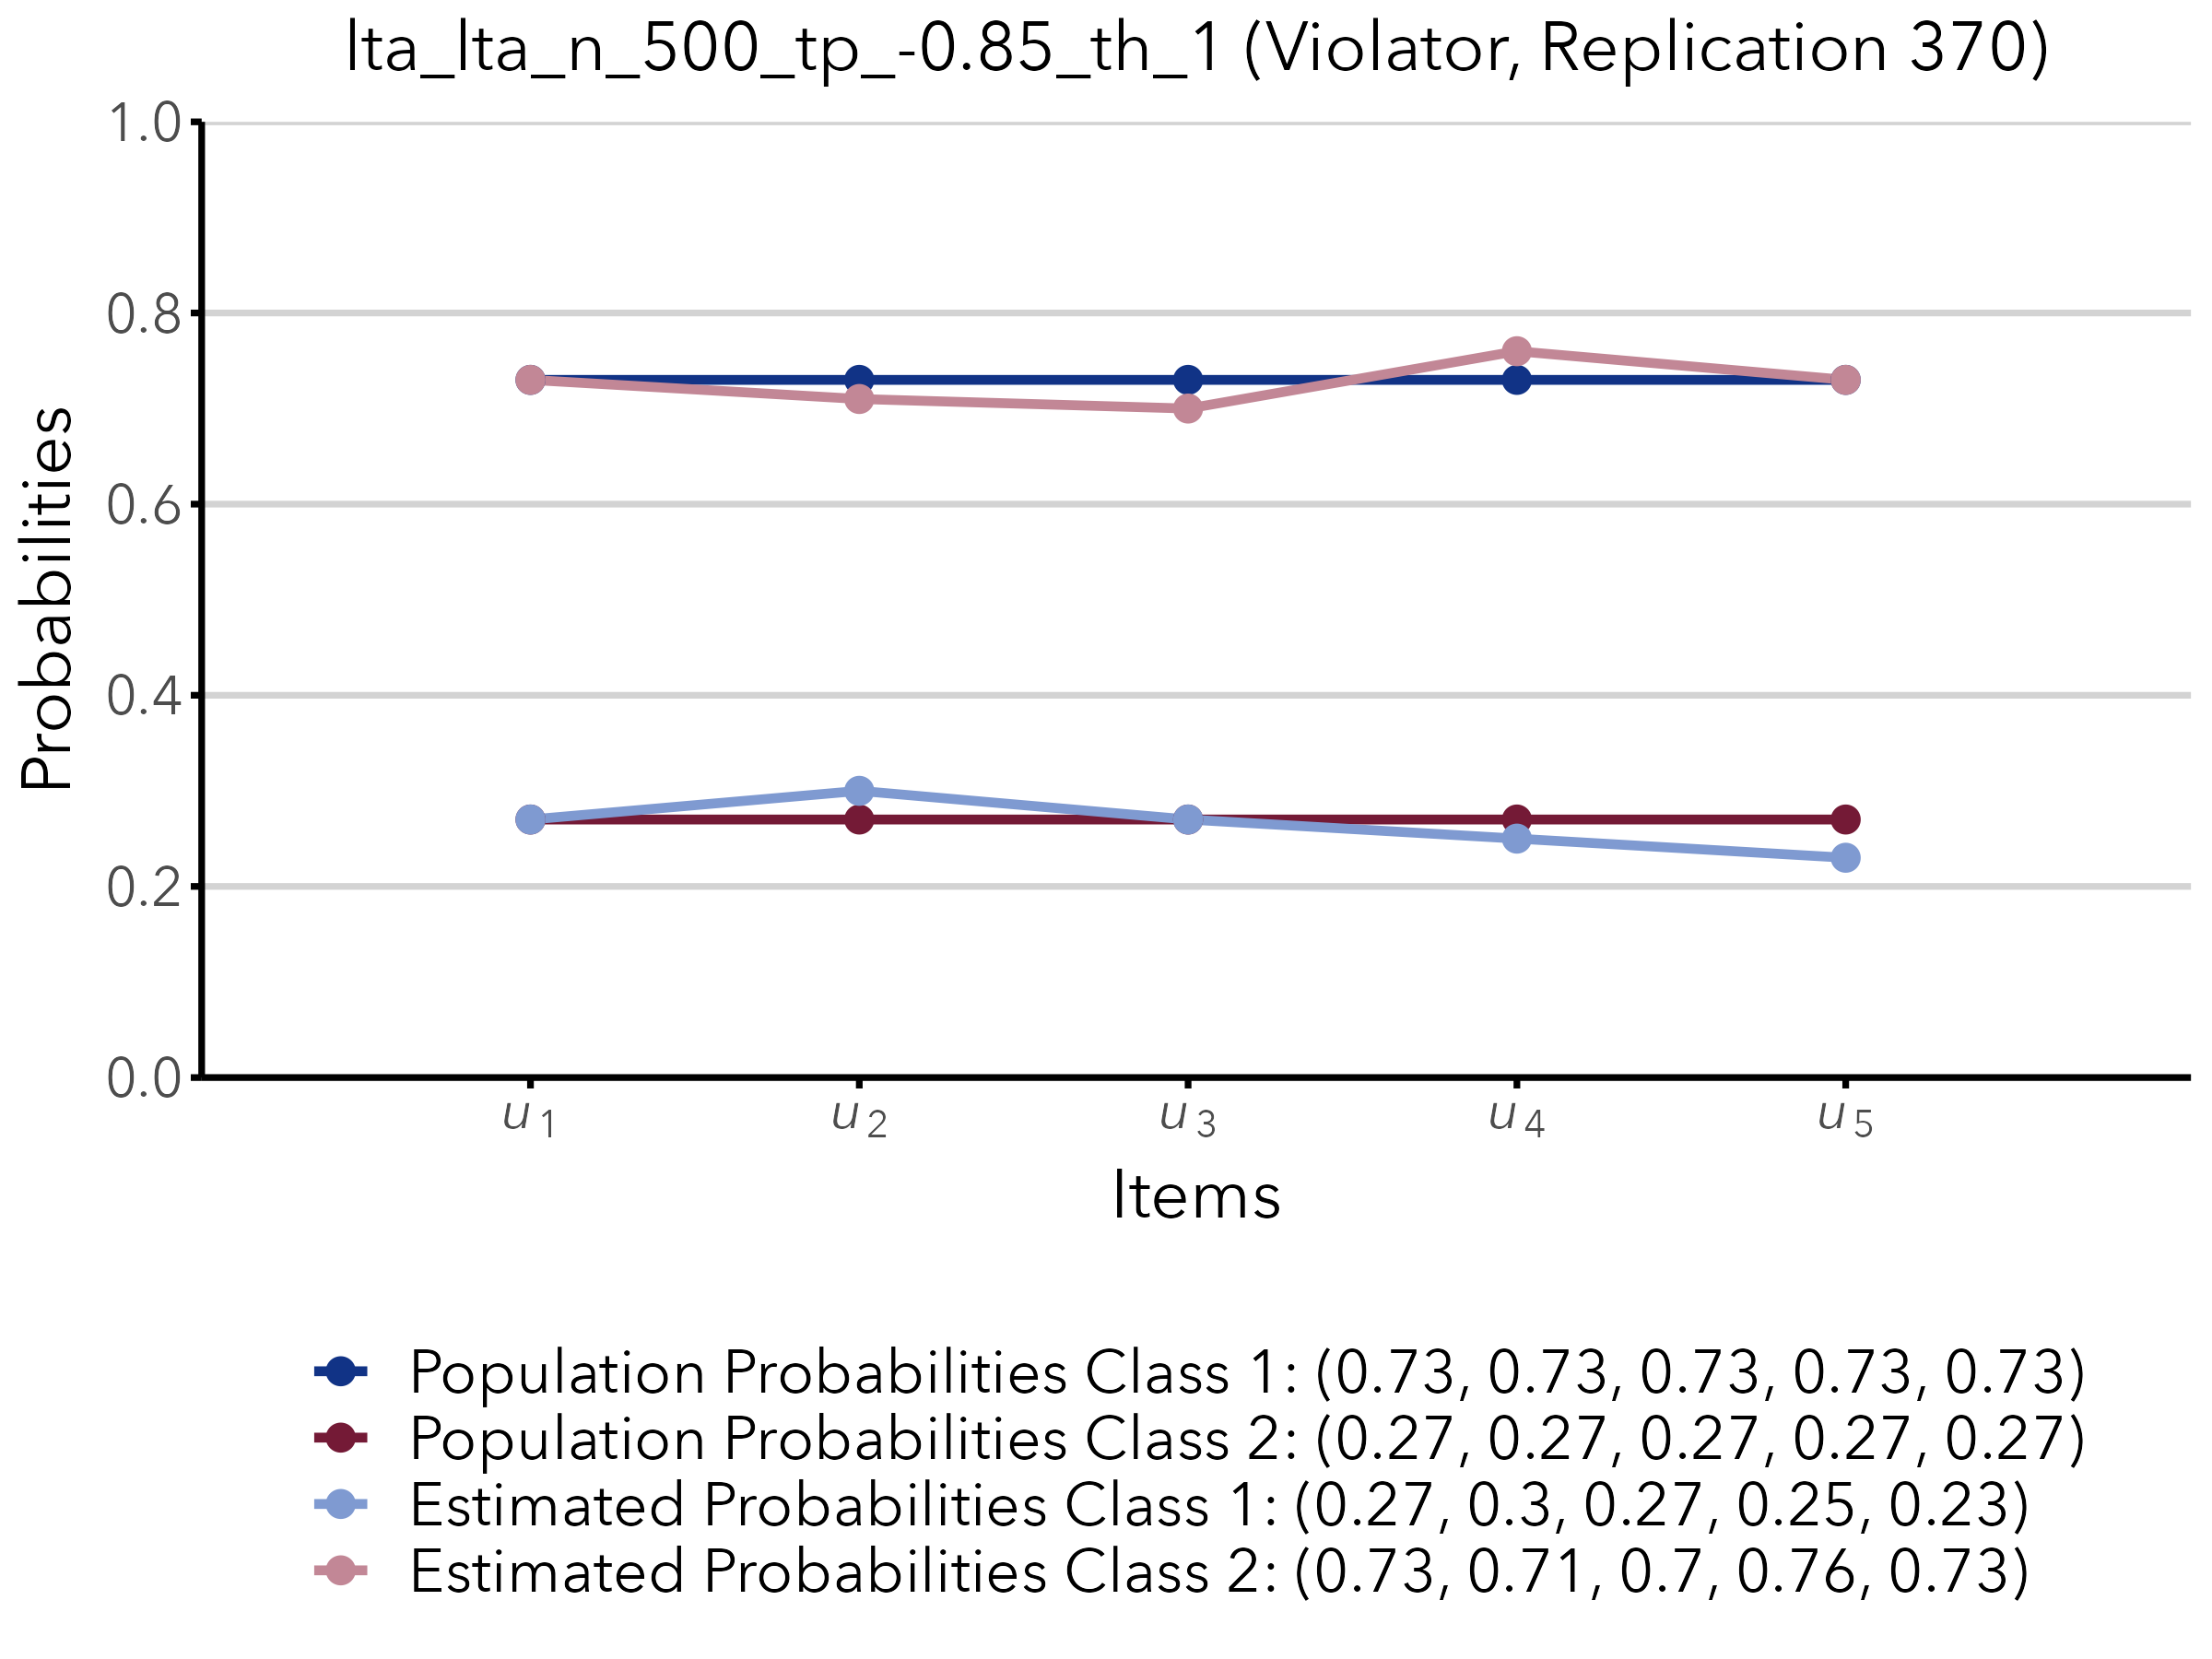 lta_lta_n_500_tp_-0.85_th_1 (Violator, Replication 370)
1.0
0.8
0.6
0.4
0.2
0.0
Probabilities
u1 u2 u3 u4 u5
Items
Population Probabilities Class 1: (0.73, 0.73, 0.73, 0.73, 0.73)
Population Probabilities Class 2: (0.27, 0.27, 0.27, 0.27, 0.27)
Estimated Probabilities Class 1: (0.27, 0.3, 0.27, 0.25, 0.23)
Estimated Probabilities Class 2: (0.73, 0.71, 0.7, 0.76, 0.73)